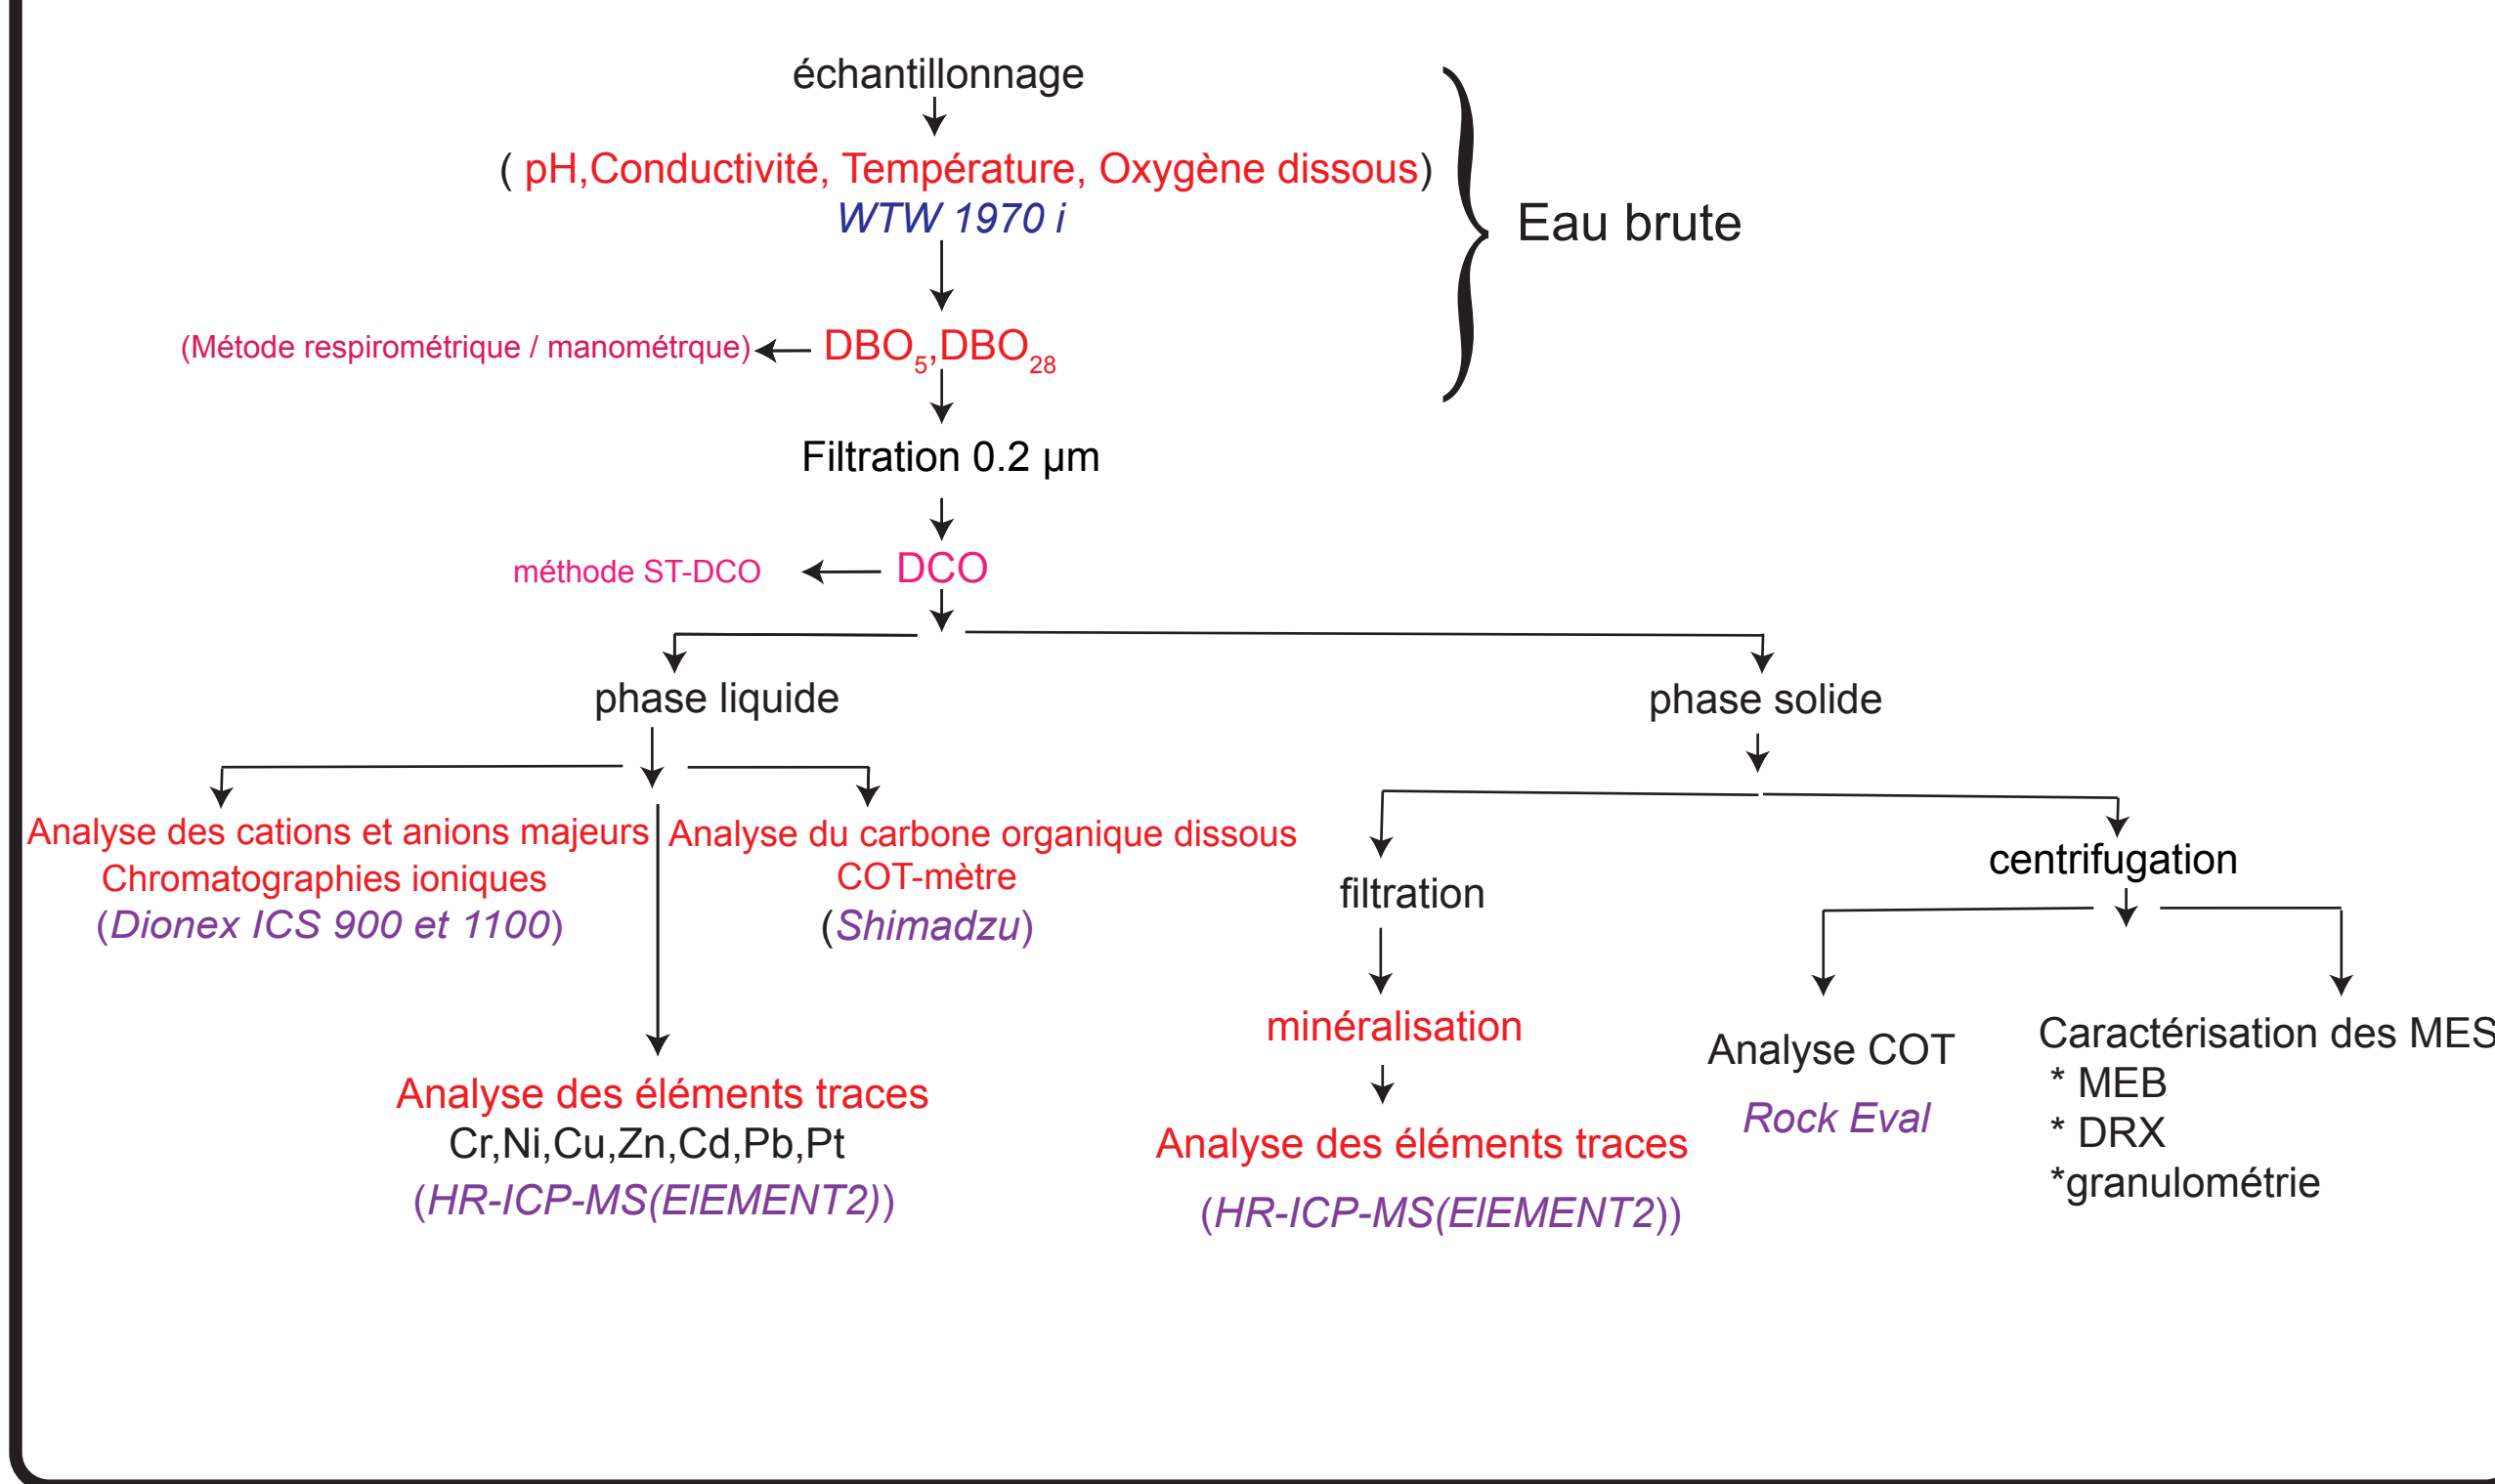 échantillonnage
( pH,Conductivité, Température, Oxygène dissous)
WTW 1970 i
Eau brute
(Métode respirométrique / manométrque)
DBO5,DBO28
Filtration 0.2 µm
méthode ST-DCO
DCO
phase liquide
phase solide
Analyse des cations et anions majeurs
Chromatographies ioniques
(Dionex ICS 900 et 1100)
Analyse du carbone organique dissous
COT-mètre
(Shimadzu)
Analyse des éléments traces
Cr,Ni,Cu,Zn,Cd,Pb,Pt
(HR-ICP-MS(ElEMENT2))
filtration
minéralisation
Analyse des éléments traces
(HR-ICP-MS(ElEMENT2))
centrifugation
Analyse COT
Rock Eval
Caractérisation des MES
* MEB
* DRX
*granulométrie